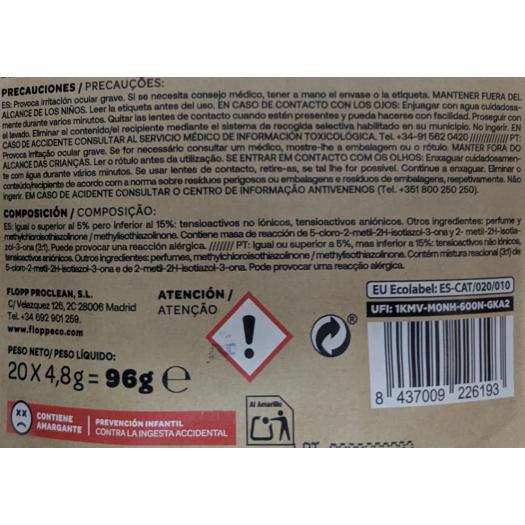 PRECAUCIONES / PRECAUÇÕES:
ES: Provoca irritación ocular grave. Si se necesita consejo médico, tener a mano el envase o la etiqueta. MANTENER FUERA DEL
ALCANCE DE LOS NIÑOS. Leer la etiqueta antes del uso. EN CASO DE CONTACTO CON LOS OJOS: Enjuagar con agua cuidadosa-
mente durante varios minutos. Quitar las lentes de contacto cuando estén presentes y pueda hacerse con facilidad. Proseguir con
el lavado. Eliminar el contenido/el recipiente mediante el sistema de recogida selectiva habilitado en su municipio. No ingerir. EN
CASO DE ACCIDENTE CONSULTAR AL SERVICIO MÉDICO DE INFORMACIÓN TOXICOLÓGICA. Tel. +34-91 562 0420 ////////////// PT:
Provoca irritação ocular grave. Se for necessário consultar um médico, mostre-lhe a embalagem ou o rótulo. MANTER FORA DO
ALCANCE DAS CRIANÇAS. Ler o rótulo antes da utilização. SE ENTRAR EM CONTACTO COM OS OLHOS: Enxaguar cuidadosamen-
te com água durante vários minutos. Se usar lentes de contacto, retire-as, se tal lhe for possível. Continue a enxaguar. Eliminar o
conteúdo/recipiente de acordo com a norma sobre resíduos perigosos ou embalagens e resíduos de embalagens, respetivamente. Não
ingerir. EM CASO DE ACIDENTE CONSULTAR O CENTRO DE INFORMAÇÃO ANTIVENENOS (Tel. +351 800 250 250).
COMPOSICIÓN / COMPOSIÇÃO:
ES: Igual o superior al 5% pero inferior al 15%: tensioactivos no iónicos, tensioactivos aniónicos. Otros ingredientes: perfume y
methylchloroisothiazolinone / methylisothiazolinone. Contiene masa de reacción de 5-cloro-2-metil-2H-isotiazol-3-ona y 2- metil-2H-isotia-
zol-3-ona (3:1). Puede provocar una reacción alérgica. /////// PT: Igual ou superior a 5%, mas inferior a 15%: tensioactivos não iónicos,
tensioactivos aniónicos. Outros ingredientes: perfumes, methylchloroisothiazolinone / methylisothiazolinone. Contém mistura reacional (3:1) de
5-cloro-2-metil-2H-isotiazol-3-ona e de 2-metil-2H-isotiazol-3-ona. Pode provocar uma reacção alérgica.
FLOPP PROCLEAN, S.L.
C/ Velazquez 126, 2C 28006 Madrid
Tel. +34 692 901 259.
www.floppeco.com
ATENCIÓN /
ATENÇÃO
EU Ecolabel: ES-CAT/020/010
UFI: 1KMV-M0NH-600N-GKA2
PESO NETO/ PESO LÍQUIDO:
20 X 4,8g = 96g e
8 437009 226193
CONTIENE
AMARGANTE
PREVENCIÓN INFANTIL
CONTRA LA INGESTA ACCIDENTAL
Al Amarillo